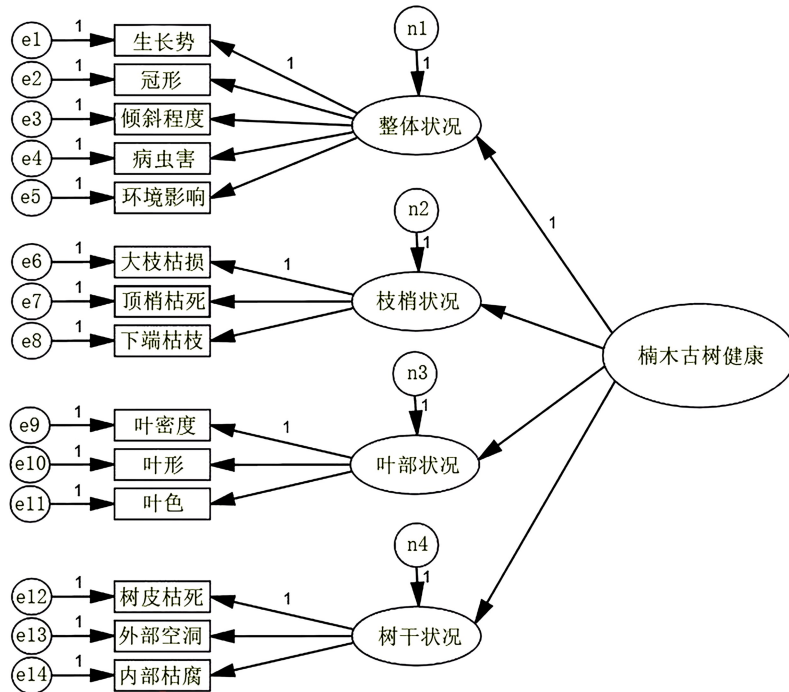 n1
e1 1 生长势
1
1
e2 1 冠形
e3 1 倾斜程度
整体状况
e4 1 病虫害
e5 1 环境影响
n2
1
1
e6 1 大枝枯损
1
e7 1 顶梢枯死
枝梢状况
e8 1 下端枯枝
楠木古树健康
n3
1
e9 1 叶密度
1
e10 1 叶形
叶部状况
e11 1 叶色
n4
1
e12 1 树皮枯死
1
e13 1 外部空洞
树干状况
e14 1 内部枯腐